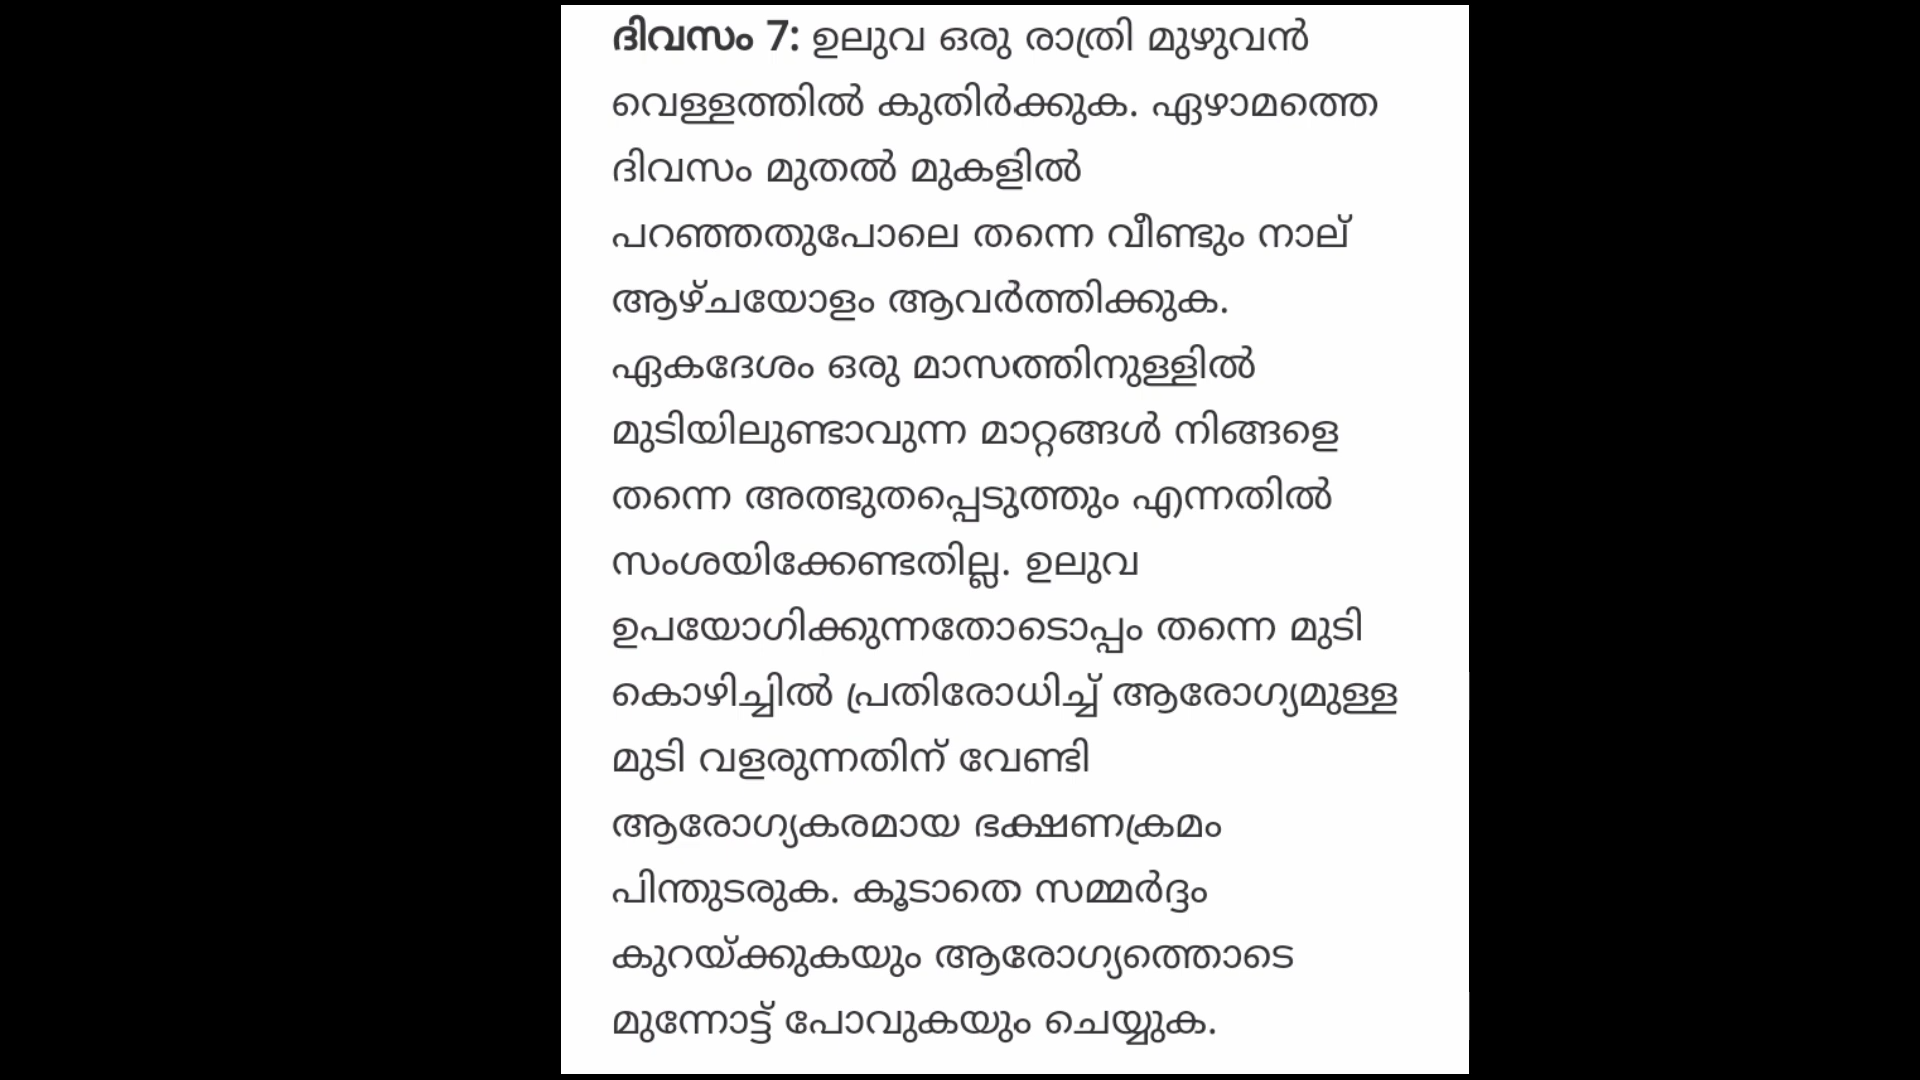 ദിവസം 7: ഉലുവ ഒരു രാത്രി മുഴുവൻ
വെള്ളത്തിൽ കുതിർക്കുക. ഏഴാമത്തെ
ദിവസം മുതൽ മുകളിൽ
പറഞ്ഞതുപോലെ തന്നെ വീണ്ടും നാല്
ആഴ്ചയോളം ആവർത്തിക്കുക.
ഏകദേശം ഒരു മാസത്തിനുള്ളിൽ
മുടിയിലുണ്ടാവുന്ന മാറ്റങ്ങൾ നിങ്ങളെ
തന്നെ അത്ഭുതപ്പെടുത്തും എന്നതിൽ
സംശയിക്കേണ്ടതില്ല. ഉലുവ
ഉപയോഗിക്കുന്നതോടൊപ്പം തന്നെ മുടി
കൊഴിച്ചിൽ പ്രതിരോധിച്ച് ആരോഗ്യമുള്ള
മുടി വളരുന്നതിന് വേണ്ടി
ആരോഗ്യകരമായ ഭക്ഷണക്രമം
പിന്തുടരുക. കൂടാതെ സമ്മർദ്ദം
കുറയ്ക്കുകയും ആരോഗ്യത്തൊടെ
മുന്നോട്ട് പോവുകയും ചെയ്യുക.